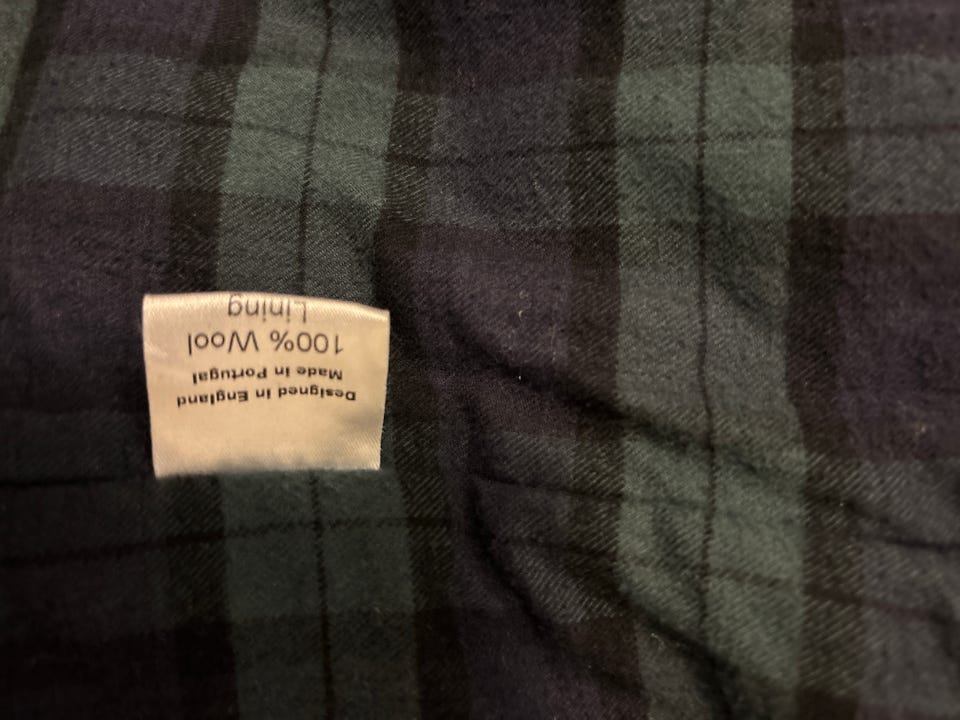 Designed in England
Made in Portugal
100% Wool
Lining